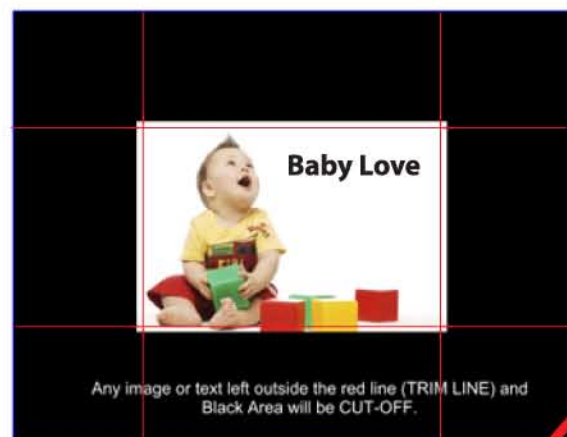 Baby Love
Any image or text left outside the red line (TRIM LINE) and
Black Area will be CUT-OFF.